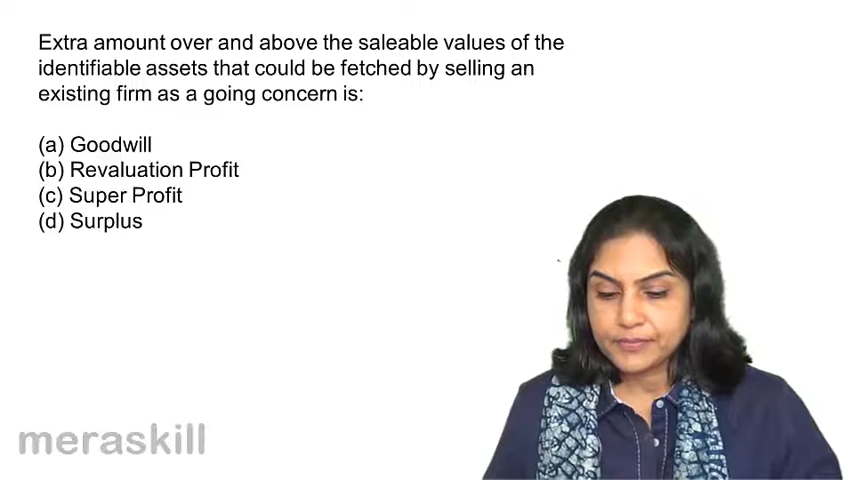 Extra amount over and above the saleable values of the
identifiable assets that could be fetched by selling an
existing firm as a going concern is:
(a) Goodwill
(b) Revaluation Profit
(c) Super Profit
(d) Surplus
meraskill